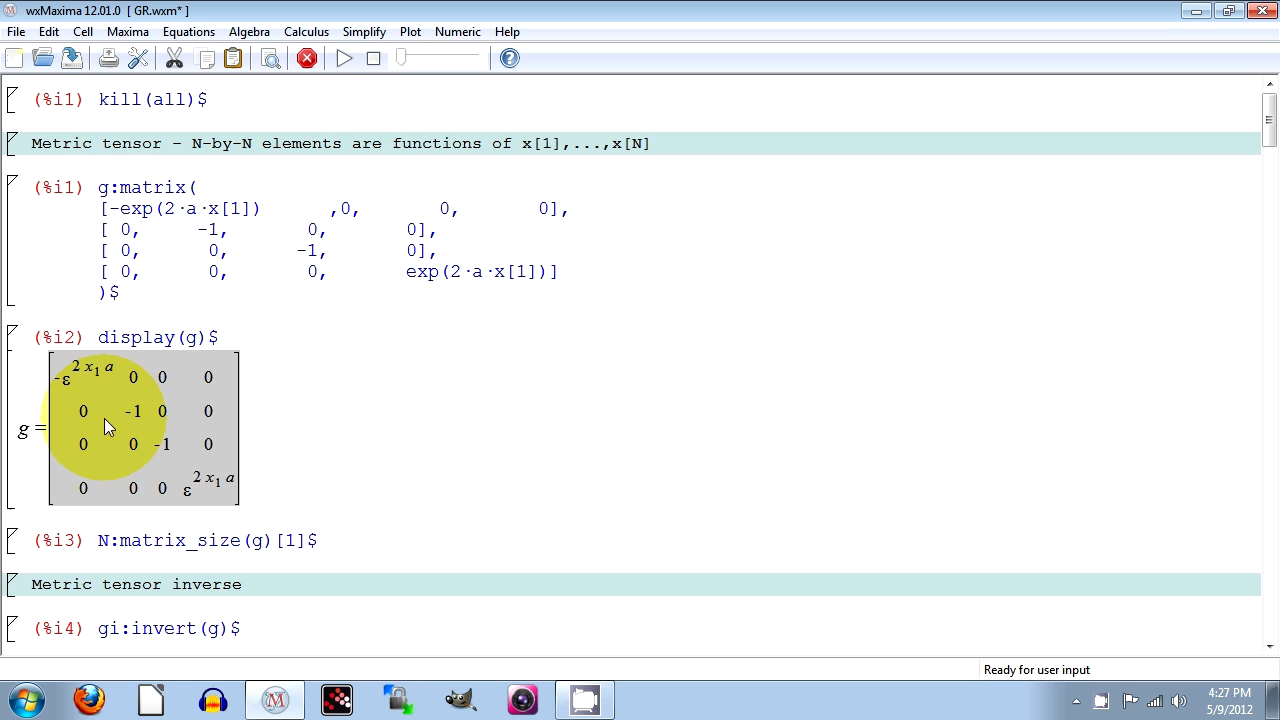 wxMaxima 12.01.0 [ GR.wxm* ]
File Edit Cell Maxima Equations Algebra Calculus Simplify Plot Numeric Help
(%i1) kill(all)$
Metric tensor - N-by-N elements are functions of x[1],...,x[N]
(%i1) g:matrix(
[-exp(2·a·x[1]) ,0, 0, 0],
[ 0, -1, 0, 0],
[ 0, 0, -1, 0],
[ 0, 0, 0, exp(2·a·x[1])]
)$
(%i2) display(g)$
-ε^2 x₁ a 0 0 0
0 -1 0 0
g =
0 0 -1 0
0 0 0 ε^2 x₁ a
(%i3) N:matrix_size(g)[1]$
Metric tensor inverse
(%i4) gi:invert(g)$
Ready for user input
4:27 PM
5/9/2012